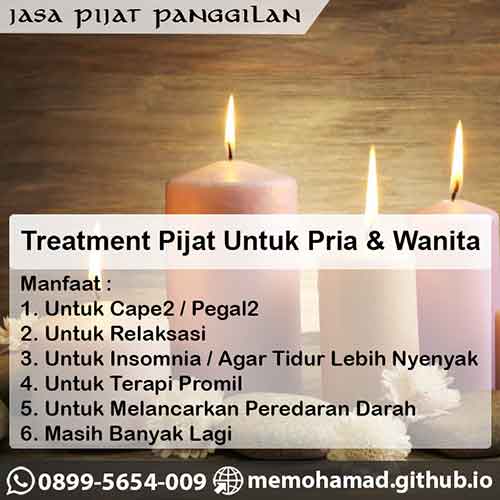 JASA PIJAT PANGGILAN
Treatment Pijat Untuk Pria & Wanita
Manfaat :
1. Untuk Cape2 / Pegal2
2. Untuk Relaksasi
3. Untuk Insomnia / Agar Tidur Lebih Nyenyak
4. Untuk Terapi Promil
5. Untuk Melancarkan Peredaran Darah
6. Masih Banyak Lagi
0899-5654-009 memohamad.github.io